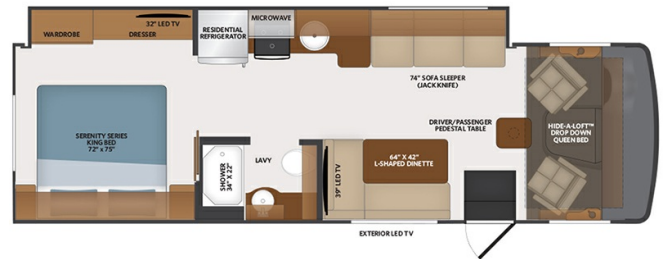 32" LED TV
WARDROBE
DRESSER
RESIDENTIAL
REFRIGERATOR
MICROWAVE
74" SOFA SLEEPER
(JACKKNIFE)
SERENITY SERIES
KING BED
72" x 75"
SHOWER
34" X 22"
LAVY
39" LED TV
64" X 42"
L-SHAPED DINETTE
DRIVER/PASSENGER
PEDESTAL TABLE
HIDE-A-LOFT™
DROP DOWN
QUEEN BED
EXTERIOR LED TV